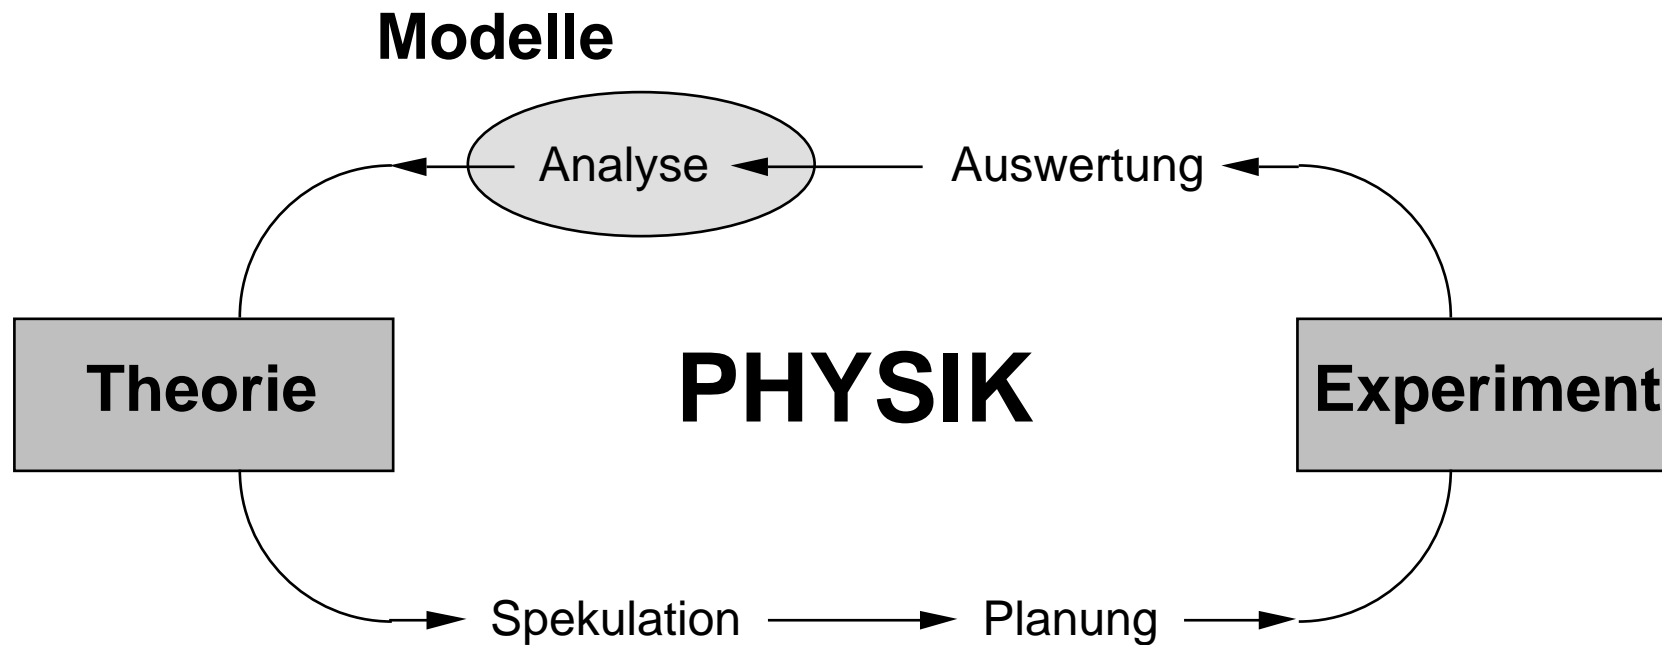 Modelle
Analyse Auswertung
Theorie PHYSIK Experiment
Spekulation Planung